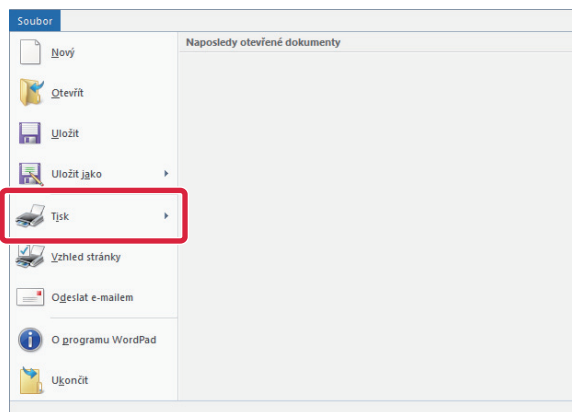 Soubor
Naposledy otevřené dokumenty
Nový
Otevřít
Uložit
Uložit jako
Tisk
Vzhled stránky
Odeslat e-mailem
O programu WordPad
Ukončit